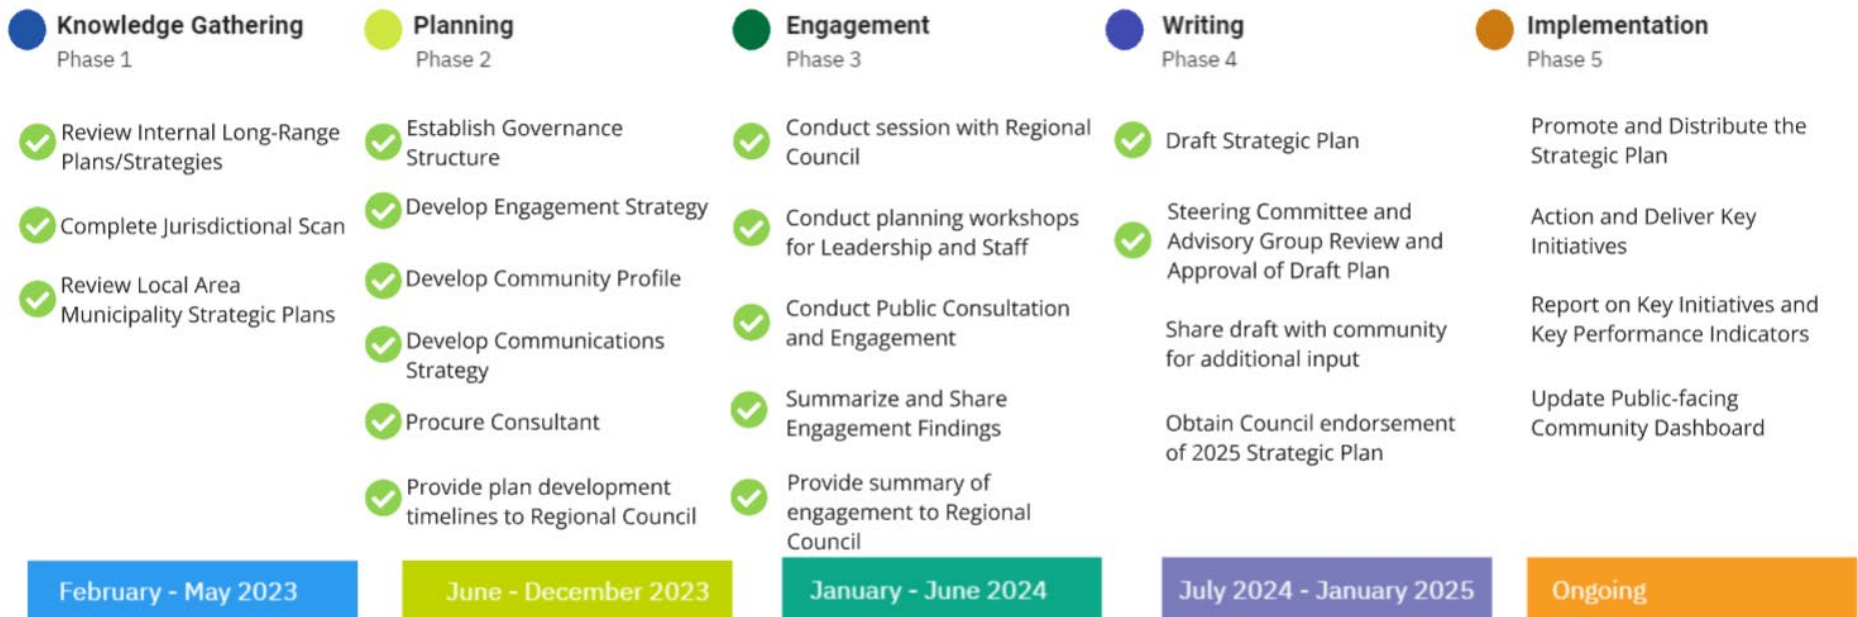 Knowledge Gathering
Phase 1
Review Internal Long-Range
Plans/Strategies
Complete Jurisdictional Scan
Review Local Area
Municipality Strategic Plans
February - May 2023
Planning
Phase 2
Establish Governance
Structure
Develop Engagement Strategy
Develop Community Profile
Develop Communications
Strategy
Procure Consultant
Provide plan development
timelines to Regional Council
June - December 2023
Engagement
Phase 3
Conduct session with Regional
Council
Conduct planning workshops
for Leadership and Staff
Conduct Public Consultation
and Engagement
Summarize and Share
Engagement Findings
Provide summary of
engagement to Regional
Council
January - June 2024
Writing
Phase 4
Draft Strategic Plan
Steering Committee and
Advisory Group Review and
Approval of Draft Plan
Share draft with community
for additional input
Obtain Council endorsement
of 2025 Strategic Plan
July 2024 - January 2025
Implementation
Phase 5
Promote and Distribute the
Strategic Plan
Action and Deliver Key
Initiatives
Report on Key Initiatives and
Key Performance Indicators
Update Public-facing
Community Dashboard
Ongoing